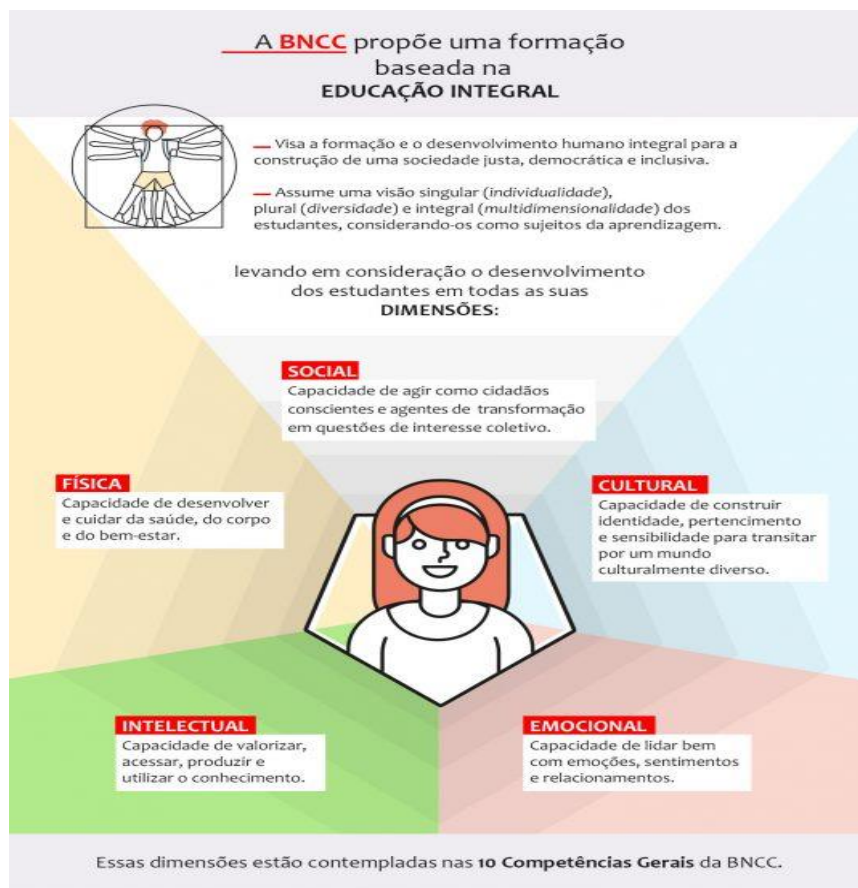 A BNCC propõe uma formação
baseada na
EDUCAÇÃO INTEGRAL
— Visa a formação e o desenvolvimento humano integral para a
construção de uma sociedade justa, democrática e inclusiva.
— Assume uma visão singular (individualidade),
plural (diversidade) e integral (multidimensionalidade) dos
estudantes, considerando-os como sujeitos da aprendizagem.
levando em consideração o desenvolvimento
dos estudantes em todas as suas
DIMENSÕES:
SOCIAL
Capacidade de agir como cidadãos
conscientes e agentes de transformação
em questões de interesse coletivo.
FÍSICA
Capacidade de desenvolver
e cuidar da saúde, do corpo
e do bem-estar.
CULTURAL
Capacidade de construir
identidade, pertencimento
e sensibilidade para transitar
por um mundo
culturalmente diverso.
INTELECTUAL
Capacidade de valorizar,
acessar, produzir e
utilizar o conhecimento.
EMOCIONAL
Capacidade de lidar bem
com emoções, sentimentos
e relacionamentos.
Essas dimensões estão contempladas nas 10 Competências Gerais da BNCC.